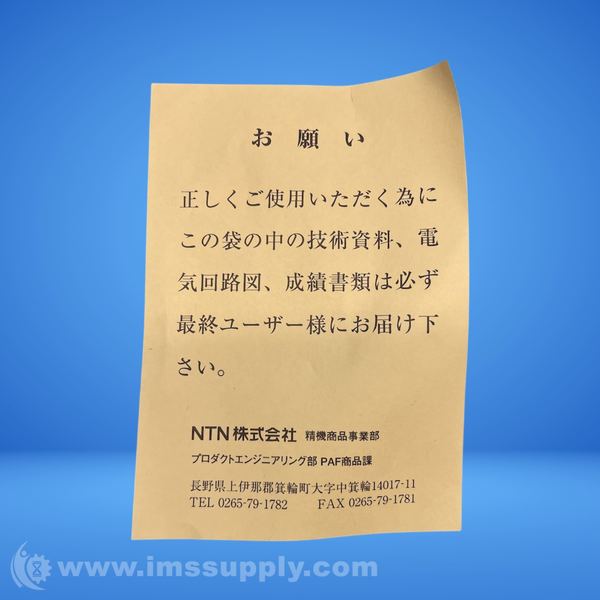 お願い
正しくご使用いただく為に
この袋の中の技術資料、電
気回路図、成績書類は必ず
最終ユーザー様にお届け下
さい。
NTN株式会社 精機商品事業部
プロダクトエンジニアリング部 PAF商品課
長野県上伊那郡箕輪町大字中箕輪14017-11
TEL 0265-79-1782 FAX 0265-79-1781
www.imssupply.com